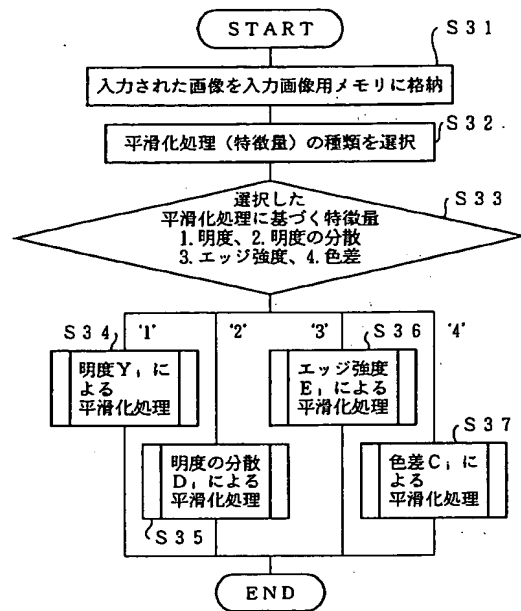 START
S31
入力された画像を入力画像用メモリに格納
S32
平滑化処理（特徴量）の種類を選択
S33
選択した
平滑化処理に基づく特徴量
1.明度、2.明度の分散
3.エッジ強度、4.色差
S34
'1'
'2'
'3'
S36
'4'
明度Yiに
よる
平滑化処理
エッジ強度
Eiによる
平滑化処理
S37
明度の分散
Diによる
平滑化処理
色差Ciに
よる
平滑化処理
S35
END